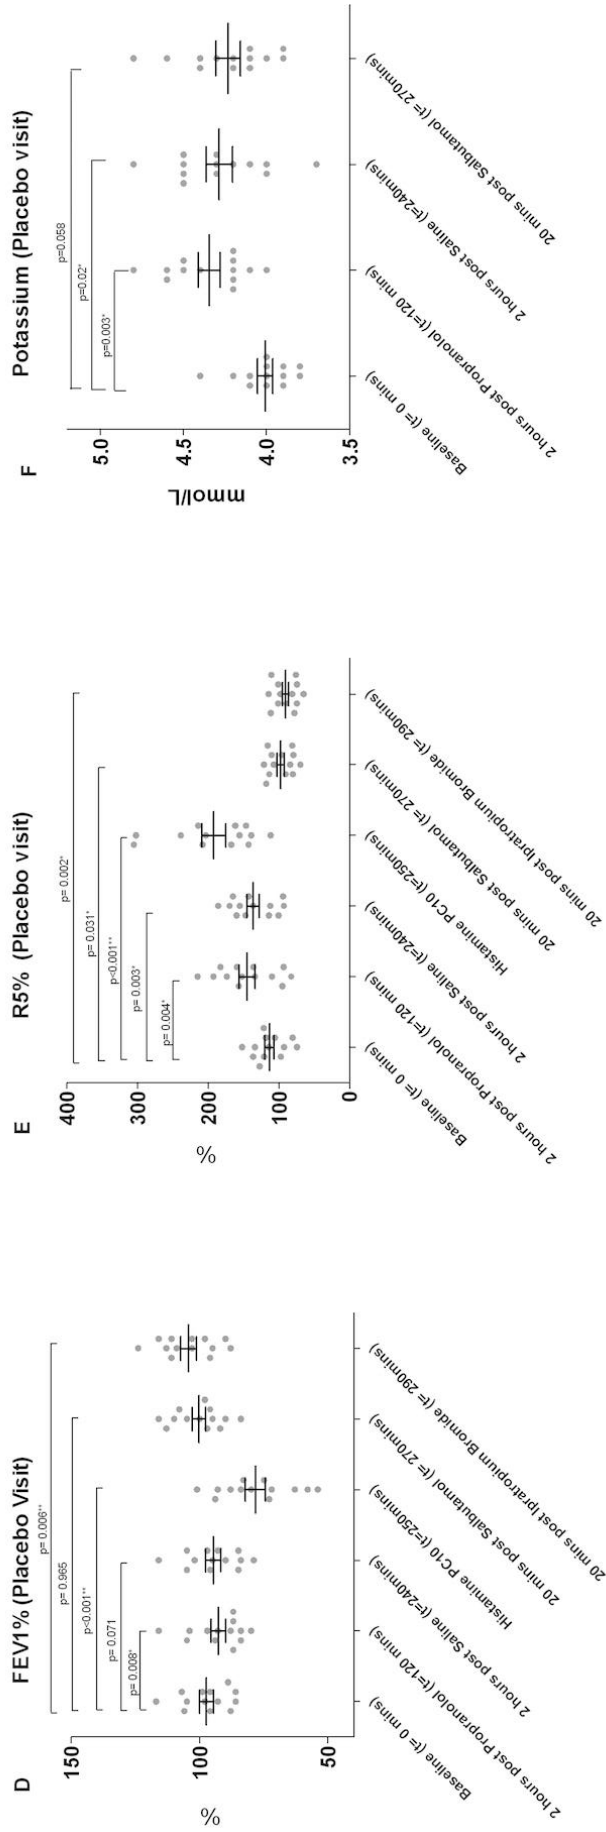 D
FEV1% (Placebo Visit)
p= 0.006**
p= 0.965
p<0.001**
p= 0.071
p= 0.008*
150
100
50
%
Baseline (t= 0 mins)
2 hours post Propranolol (t=120 mins)
2 hours post Saline (t=240mins)
Histamine PC10 (t=250mins)
20 mins post Salbutamol (t= 270mins)
20 mins post Ipratropium Bromide (t= 290mins)
E
R5% (Placebo visit)
p= 0.002*
p= 0.031*
p<0.001**
p= 0.003*
p= 0.004*
400
300
200
100
0
%
Baseline (t= 0 mins)
2 hours post Propranolol (t=120 mins)
2 hours post Saline (t=240mins)
Histamine PC10 (t=250mins)
20 mins post Salbutamol (t= 270mins)
20 mins post Ipratropium Bromide (t= 290mins)
F
Potassium (Placebo visit)
p=0.058
p=0.02*
p=0.003*
5.0
4.5
4.0
3.5
mmol/L
Baseline (t= 0 mins)
2 hours post Propranolol (t=120 mins)
2 hours post Saline (t=240mins)
20 mins post Salbutamol (t= 270mins)